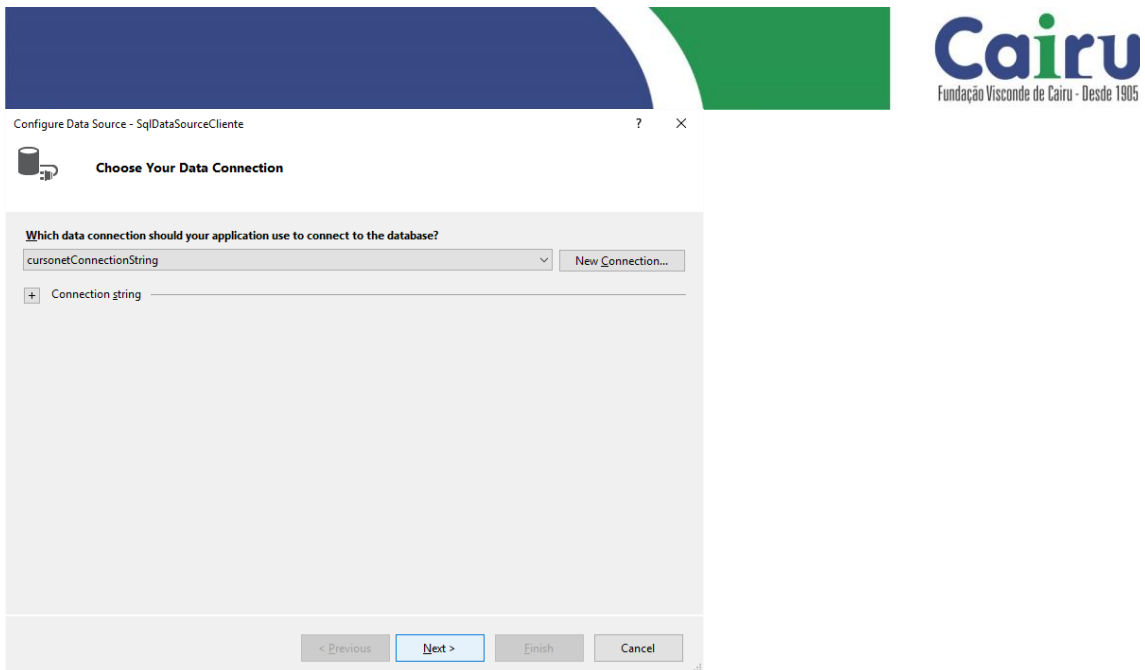 Cairu
Fundação Visconde de Cairu - Desde 1905
Configure Data Source - SqlDataSourceCliente ? X
Choose Your Data Connection
Which data connection should your application use to connect to the database?
cursonetConnectionString New Connection...
+ Connection string
< Previous Next > Finish Cancel